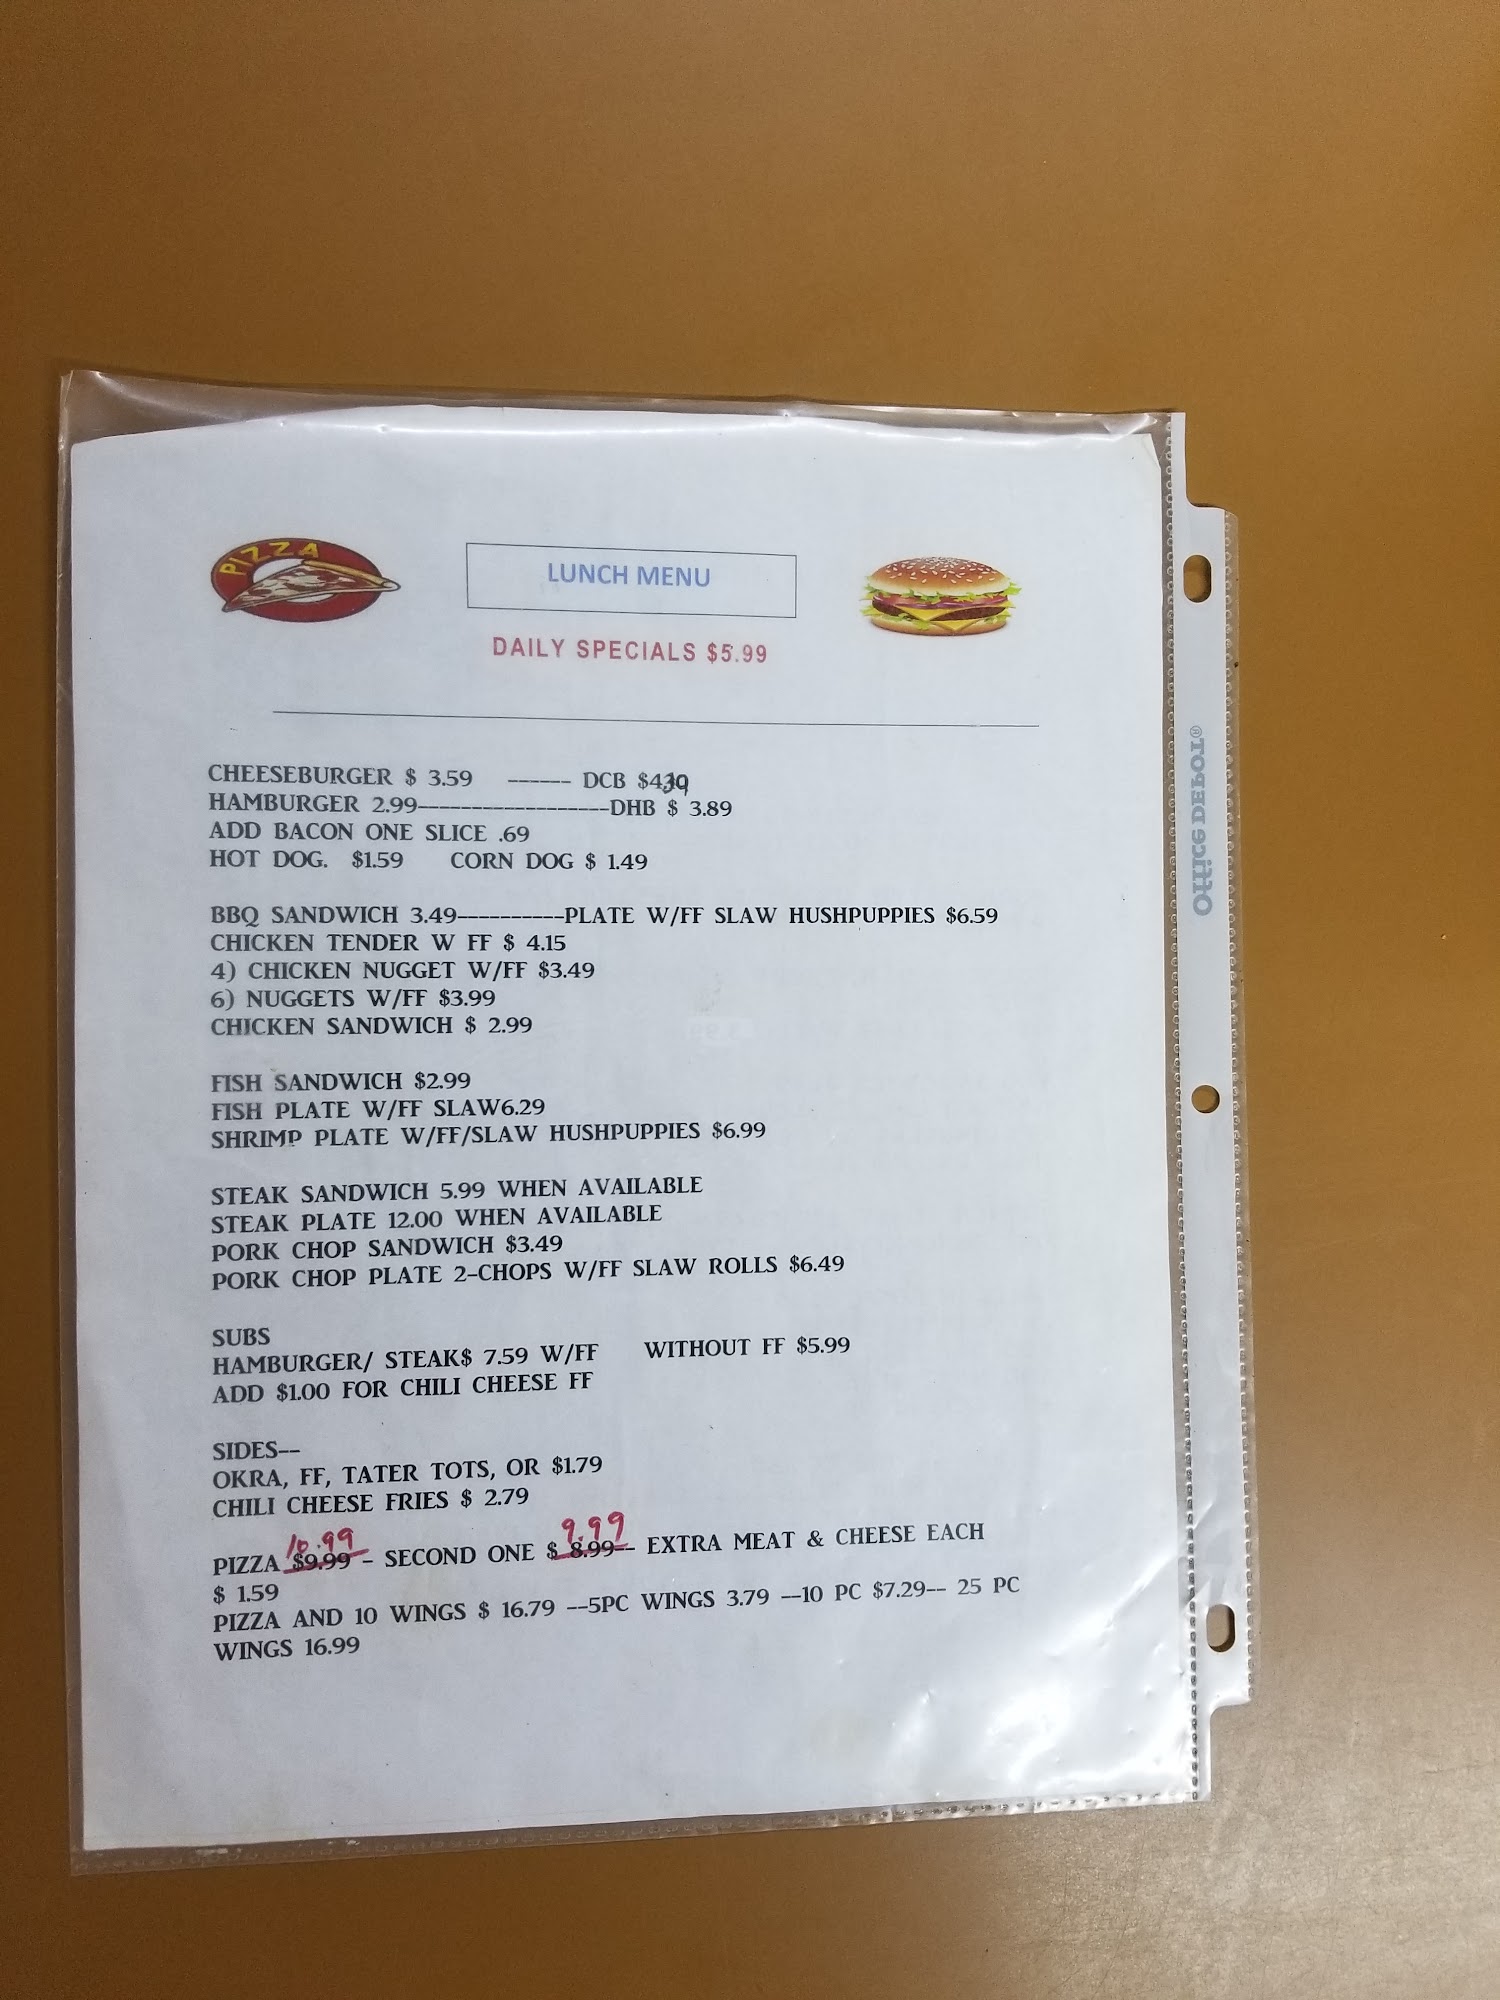 PIZZA
LUNCH MENU
DAILY SPECIALS $5.99
CHEESEBURGER $ 3.59 ------ DCB
HAMBURGER 2.99-------------------DHB $ 3.89
ADD BACON ONE SLICE .69
HOT DOG. $1.59 CORN DOG $ 1.49
BBQ SANDWICH 3.49----------PLATE W/FF SLAW HUSHPUPPIES $6.59
CHICKEN TENDER W FF $ 4.15
4) CHICKEN NUGGET W/FF $3.49
6) NUGGETS W/FF $3.99
CHICKEN SANDWICH $ 2.99
FISH SANDWICH $2.99
FISH PLATE W/FF SLAW6.29
SHRIMP PLATE W/FF/SLAW HUSHPUPPIES $6.99
STEAK SANDWICH 5.99 WHEN AVAILABLE
STEAK PLATE 12.00 WHEN AVAILABLE
PORK CHOP SANDWICH $3.49
PORK CHOP PLATE 2-CHOPS W/FF SLAW ROLLS $6.49
SUBS
HAMBURGER/ STEAK$ 7.59 W/FF WITHOUT FF $5.99
ADD $1.00 FOR CHILI CHEESE FF
SIDES--
OKRA, FF, TATER TOTS, OR $1.79
CHILI CHEESE FRIES $ 2.79
10.99 9.99
PIZZA $9.99 - SECOND ONE $ 8.99-- EXTRA MEAT & CHEESE EACH
$ 1.59
PIZZA AND 10 WINGS $ 16.79 --5PC WINGS 3.79 --10 PC $7.29-- 25 PC
WINGS 16.99
Office DEPOT®